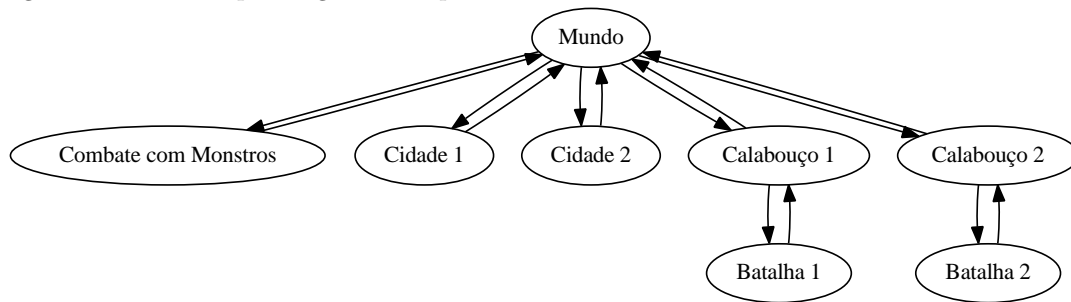 Mundo
Combate com Monstros
Cidade 1
Cidade 2
Calabouço 1
Calabouço 2
Batalha 1
Batalha 2